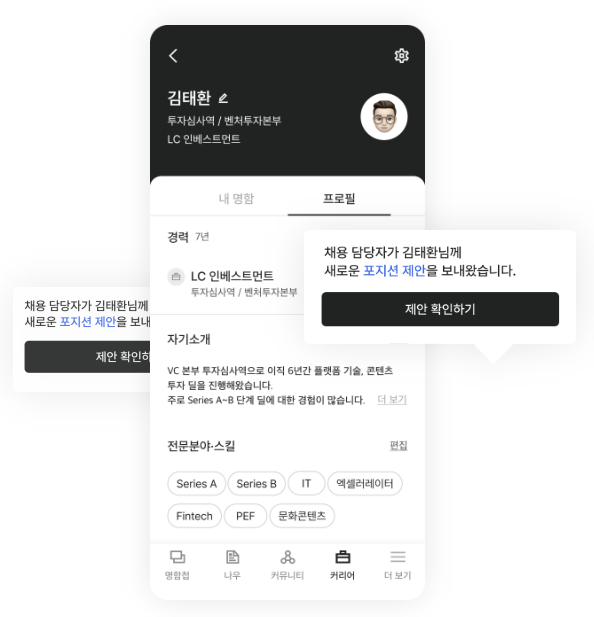 김태환
투자심사역 / 벤처투자본부
LC 인베스트먼트
내 명함
프로필
경력 7년
LC 인베스트먼트
투자심사역 / 벤처투자본부
채용 담당자가 김태환님께
새로운 포지션 제안을 보내왔습니다.
제안 확인하기
채용 담당자가 김태환님께
새로운 포지션 제안을 보내
제안 확인하
자기소개
VC 본부 투자심사역으로 이직 6년간 플랫폼 기술, 콘텐츠
투자 딜을 진행해왔습니다.
주로 Series A~B 단계 딜에 대한 경험이 많습니다. 더 보기
전문분야·스킬 편집
Series A Series B IT 엑셀러레이터
Fintech PEF 문화콘텐츠
명함첩 나우 커뮤니티 커리어 더 보기